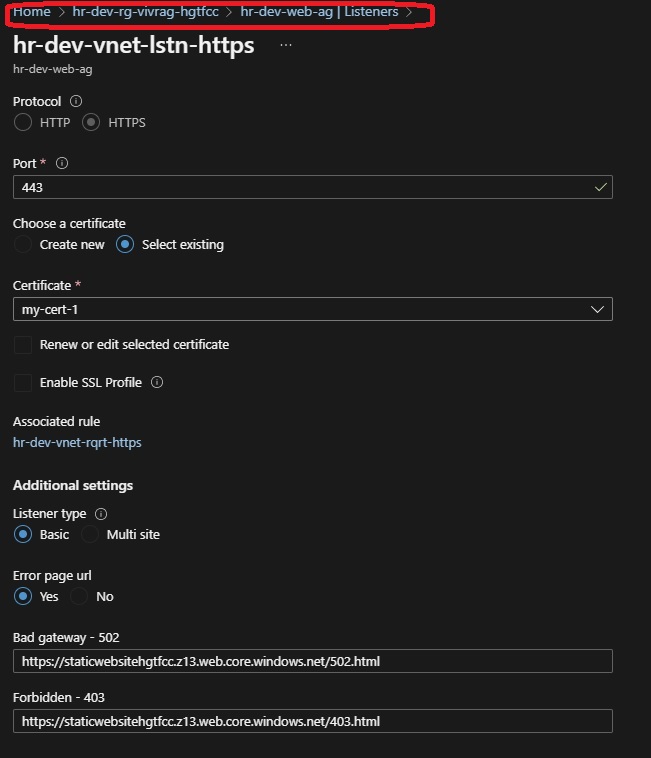 Home > hr-dev-rg-vivrag-hgtfcc > hr-dev-web-ag | Listeners >
hr-dev-vnet-lstn-https ...
hr-dev-web-ag
Protocol
HTTP HTTPS
Port *
443
Choose a certificate
Create new Select existing
Certificate *
my-cert-1
Renew or edit selected certificate
Enable SSL Profile
Associated rule
hr-dev-vnet-rqrt-https
Additional settings
Listener type
Basic Multi site
Error page url
Yes No
Bad gateway - 502
https://staticwebsitehgtfcc.z13.web.core.windows.net/502.html
Forbidden - 403
https://staticwebsitehgtfcc.z13.web.core.windows.net/403.html